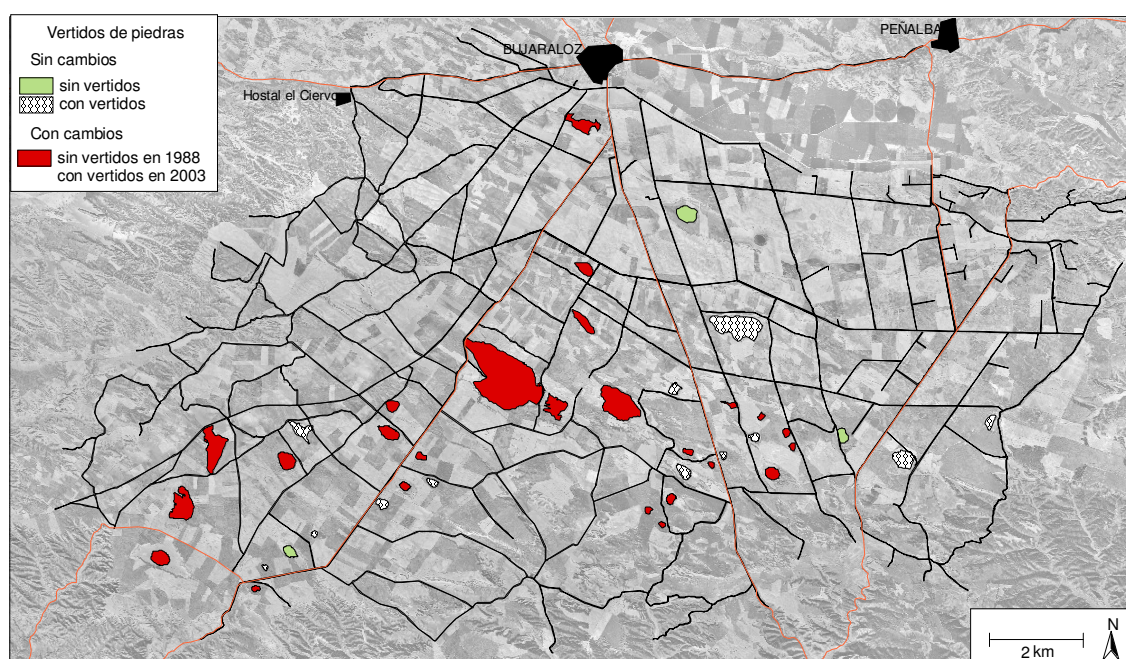 Vertidos de piedras
Sin cambios
sin vertidos
con vertidos
Con cambios
sin vertidos en 1988
con vertidos en 2003
BUJARALOZ
PEÑALBA
Hostal el Ciervo
N
2 km